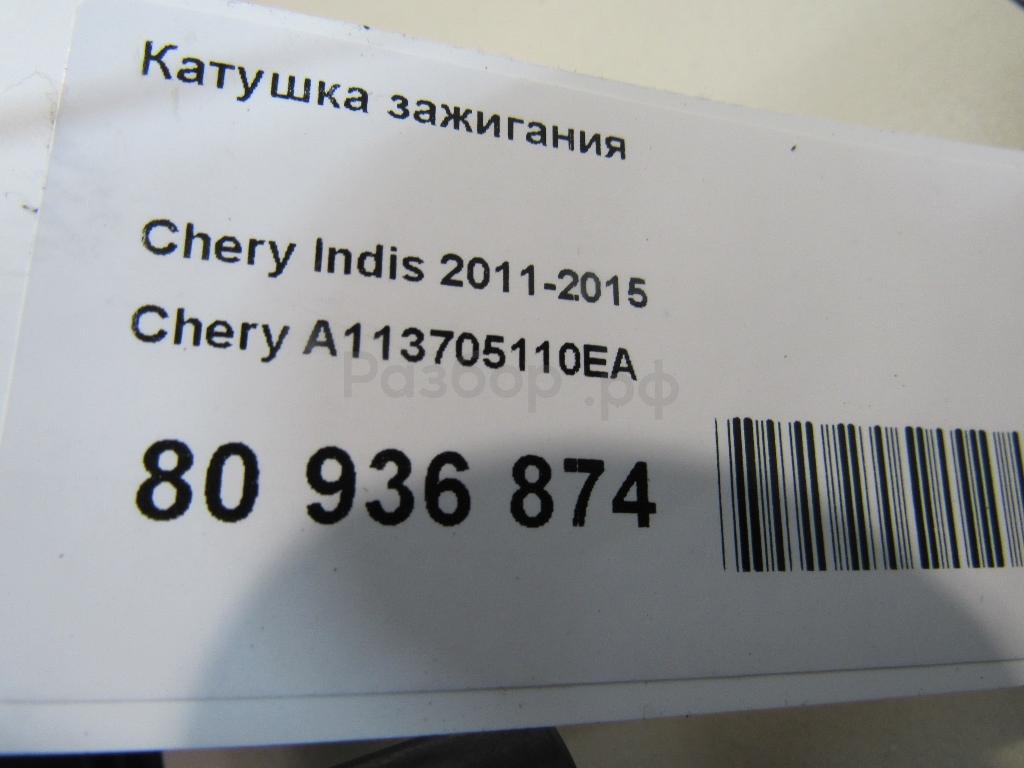 Катушка зажигания
Chery Indis 2011-2015
Chery A113705110EA
Разбор.рф
80 936 874